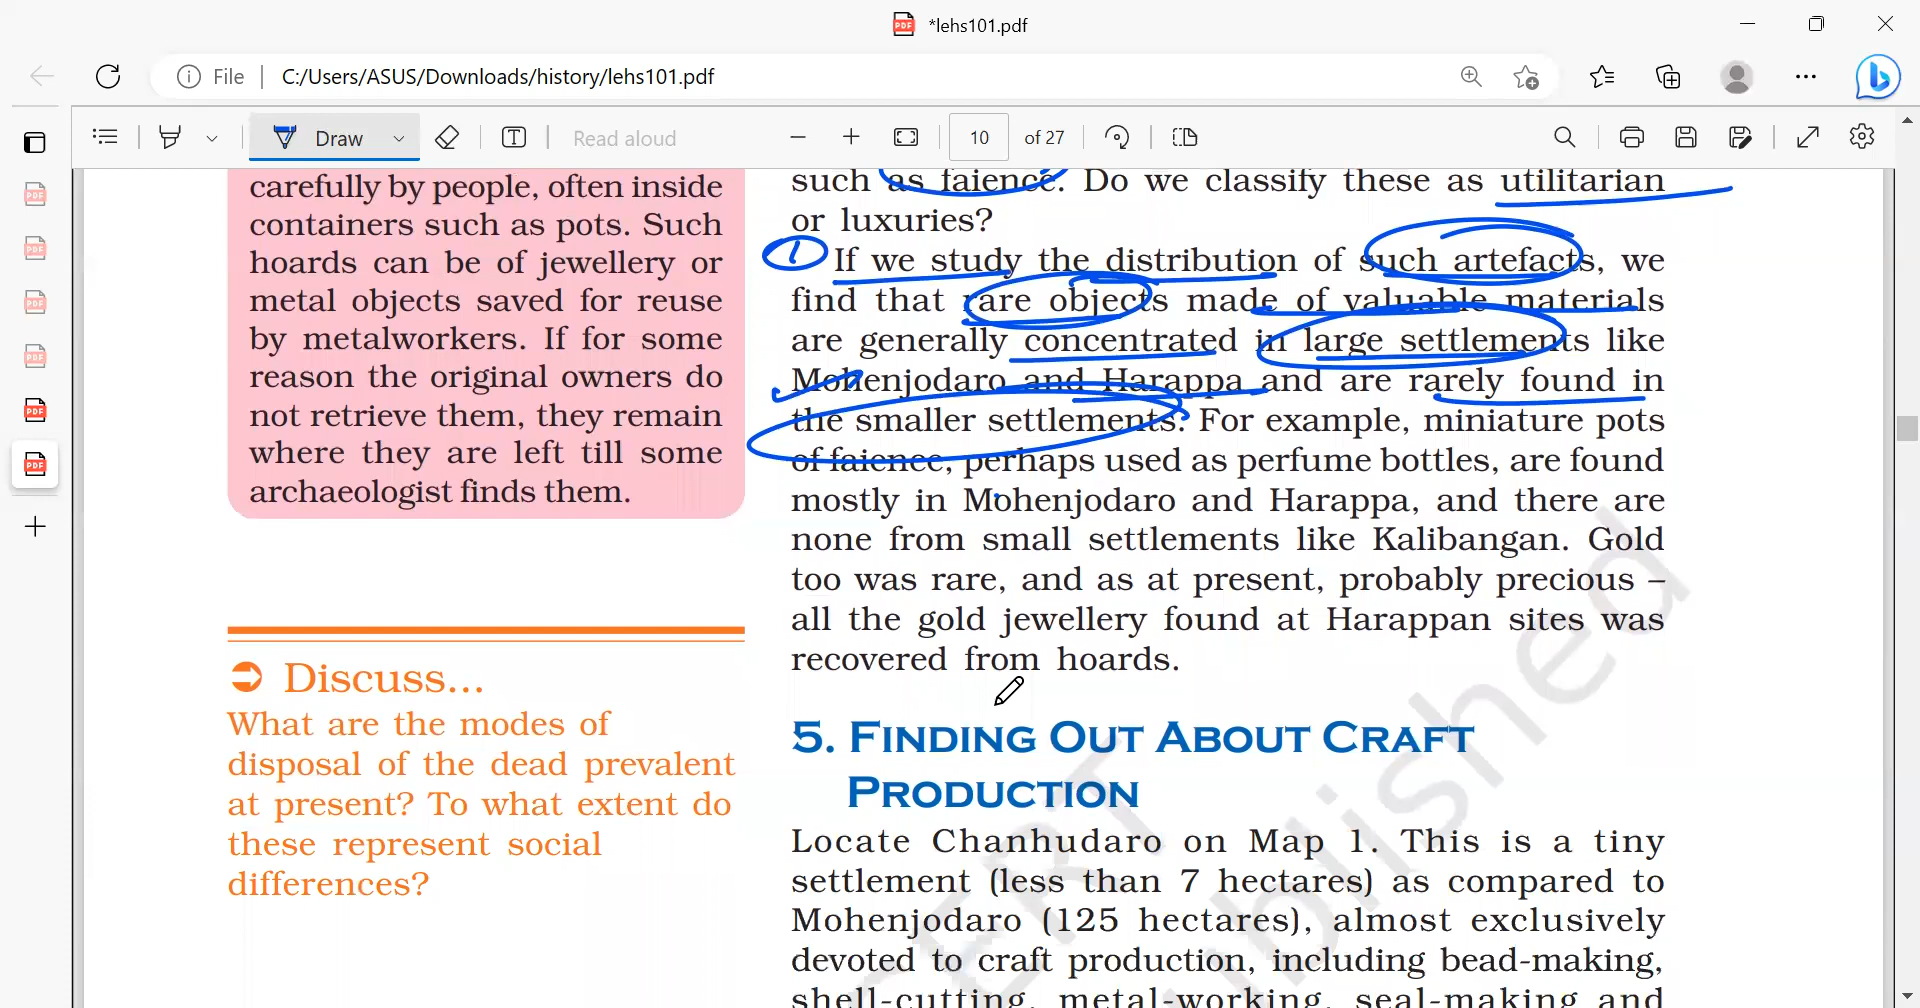 *lehs101.pdf
File
C:/Users/ASUS/Downloads/history/lehs101.pdf
Draw
Read aloud
10
of 27
carefully by people, often inside
containers such as pots. Such
hoards can be of jewellery or
metal objects saved for reuse
by metalworkers. If for some
reason the original owners do
not retrieve them, they remain
where they are left till some
archaeologist finds them.
Discuss...
What are the modes of
disposal of the dead prevalent
at present? To what extent do
these represent social
differences?
such as faience. Do we classify these as utilitarian
or luxuries?
1
If we study the distribution of such artefacts, we
find that rare objects made of valuable materials
are generally concentrated in large settlements like
Mohenjodaro and Harappa and are rarely found in
the smaller settlements. For example, miniature pots
of faience, perhaps used as perfume bottles, are found
mostly in Mohenjodaro and Harappa, and there are
none from small settlements like Kalibangan. Gold
too was rare, and as at present, probably precious –
all the gold jewellery found at Harappan sites was
recovered from hoards.
5. FINDING OUT ABOUT CRAFT
PRODUCTION
Locate Chanhudaro on Map 1. This is a tiny
settlement (less than 7 hectares) as compared to
Mohenjodaro (125 hectares), almost exclusively
devoted to craft production, including bead-making,
shell-cutting, metal-working, seal-making and